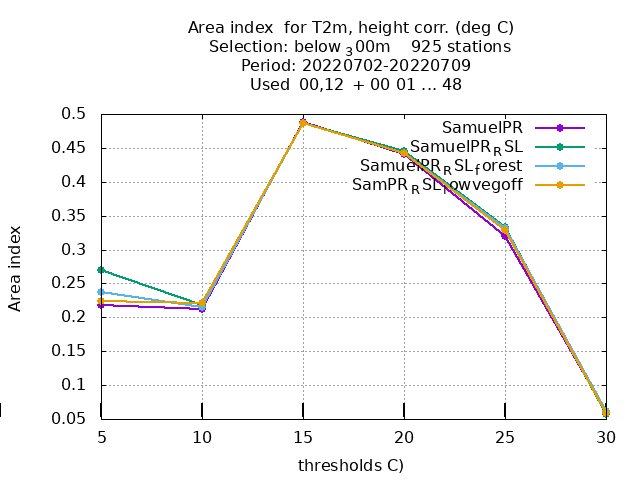 Area index  for T2m, height corr. (deg C)
Selection: below ₃00m    925 stations
Period: 20220702-20220709
Used  00,12  + 00 01 ... 48
0.5
0.45
0.4
0.35
0.3
0.25
0.2
0.15
0.1
0.05
Area index
SamuelPR
SamuelPR_RSL
SamuelPR_RSL_forest
SamPR_RSL_lowvegoff
5 10 15 20 25 30
thresholds C)